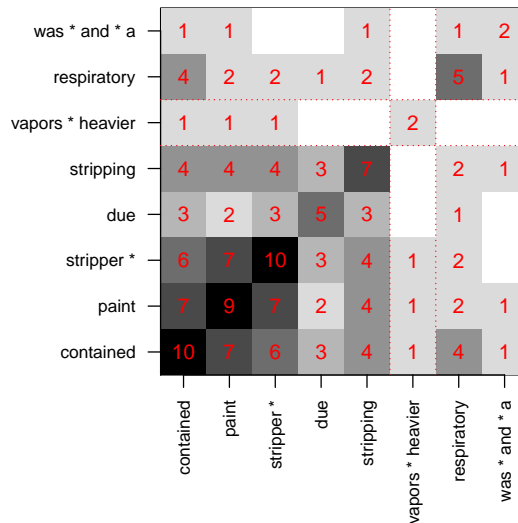 was * and * a 1 1 1 1 2
respiratory 4 2 2 1 2 5 1
vapors * heavier 1 1 1 2
stripping 4 4 4 3 7 2 1
due 3 2 3 5 3 1
stripper * 6 7 10 3 4 1 2
paint 7 9 7 2 4 1 2 1
contained 10 7 6 3 4 1 4 1
contained
paint
stripper *
due
stripping
vapors * heavier
respiratory
was * and * a